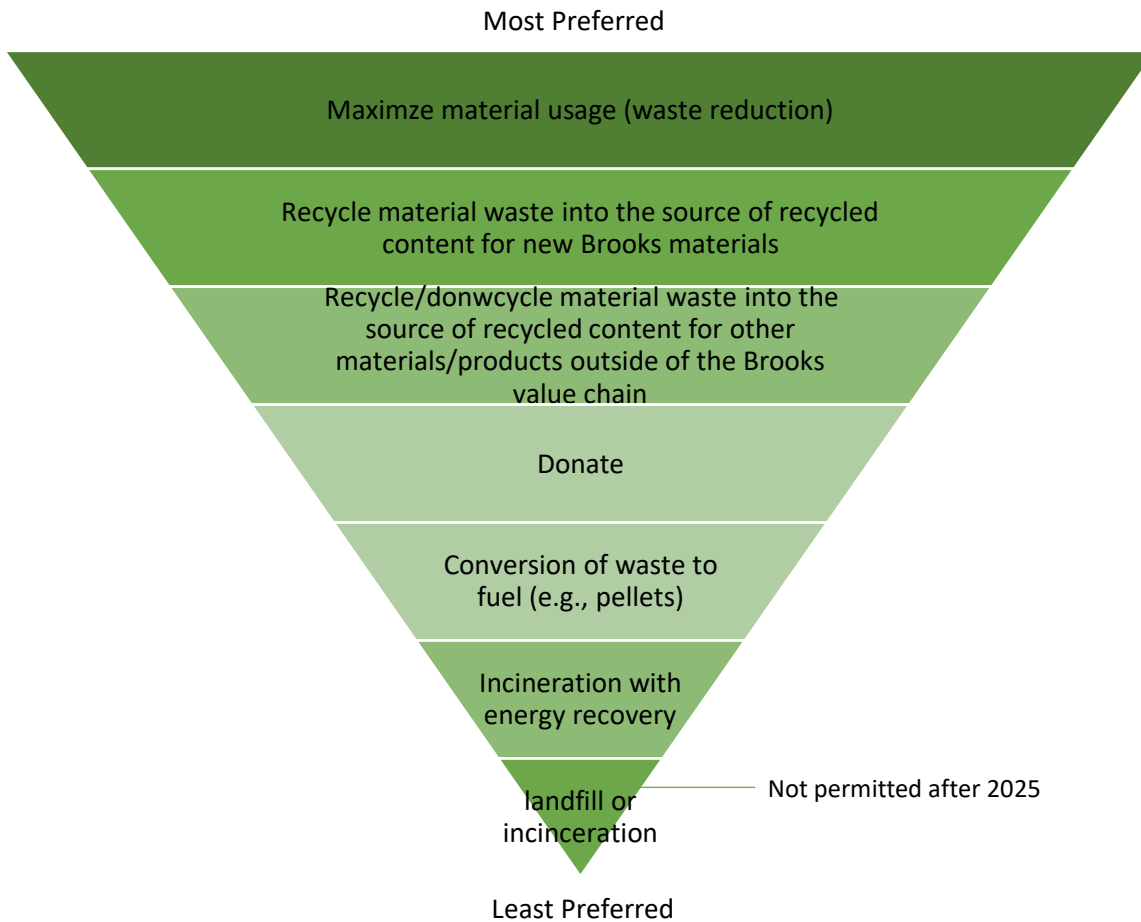 Most Preferred
Maximze material usage (waste reduction)
Recycle material waste into the source of recycled
content for new Brooks materials
Recycle/donwcycle material waste into the
source of recycled content for other
materials/products outside of the Brooks
value chain
Donate
Conversion of waste to
fuel (e.g., pellets)
Incineration with
energy recovery
landfill or
incinceration
Not permitted after 2025
Least Preferred